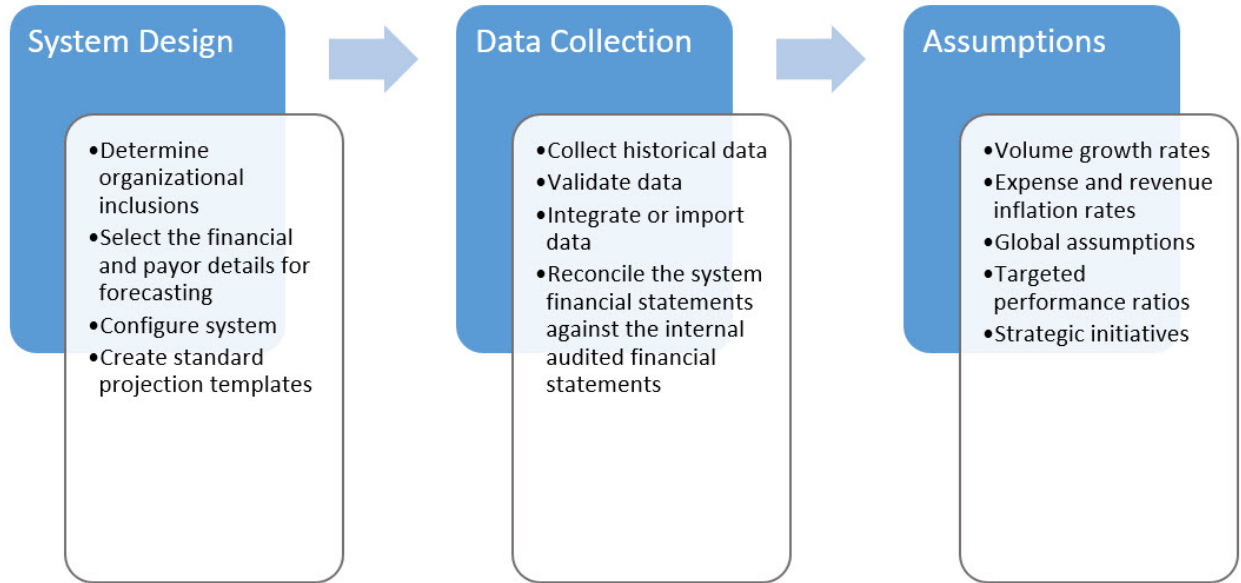 System Design
•Determine
organizational
inclusions
•Select the financial
and payor details for
forecasting
•Configure system
•Create standard
projection templates
Data Collection
•Collect historical data
•Validate data
•Integrate or import
data
•Reconcile the system
financial statements
against the internal
audited financial
statements
Assumptions
•Volume growth rates
•Expense and revenue
inflation rates
•Global assumptions
•Targeted
performance ratios
•Strategic initiatives